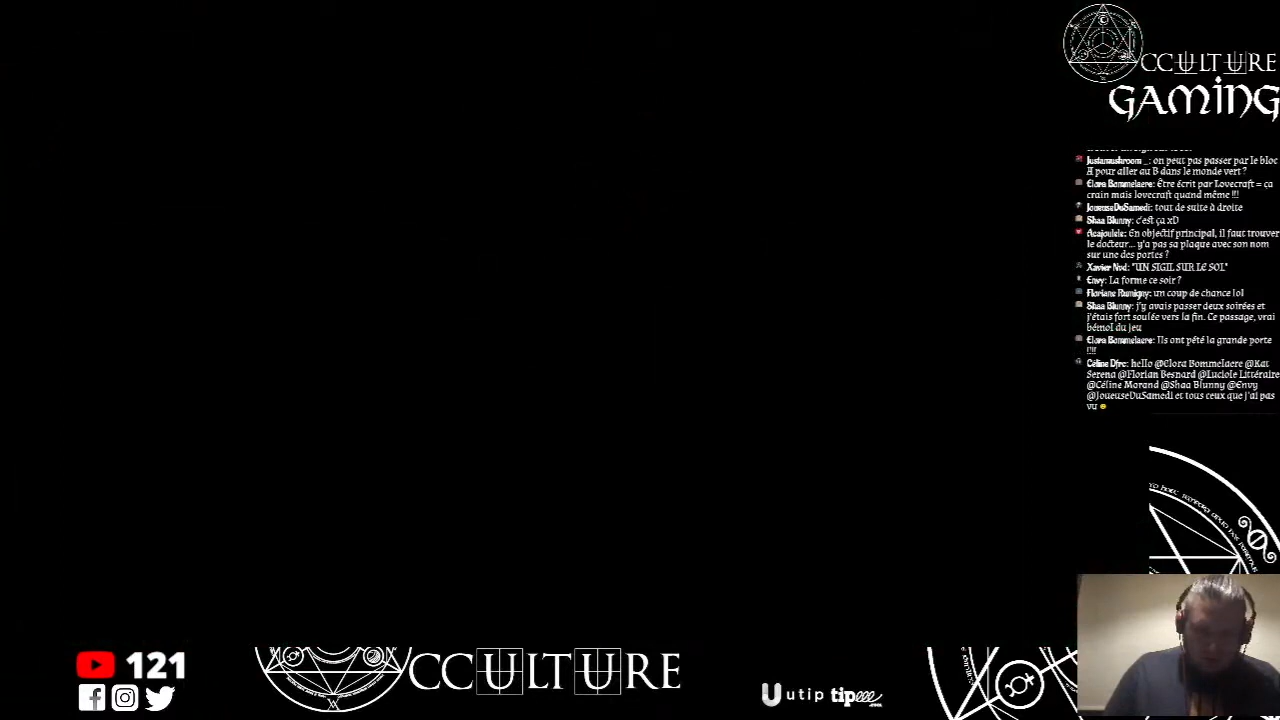 CCULTURE
GAMING
Justamushroom_: on peut pas passer par le bloc
A pour aller au B dans le monde vert ?
Clora Bommelaere: Être écrit par Lovecraft = ça
crain mais lovecraft quand même !!!
JoueuseDuSamedi: tout de suite à droite
Shaa Blunny: c'est ça xD
Acajoulele: En objectif principal, il faut trouver
le docteur... y'a pas sa plaque avec son nom
sur une des portes ?
Xavier Nvd: "UN SIGIL SUR LE SOL"
Envy: La forme ce soir ?
un coup de chance lol
Shaa Blunny: j'y avais passer deux soirées et
j'étais fort soulée vers la fin. Ce passage, vrai
bémol du jeu
Clora Bommelaere: Ils ont pété la grande porte
!!!!
Céline Dfrc: hello @Clora Bommelaere @Kat
Serena @Florian Besnard @Luciole Littéraire
@Céline Morand @Shaa Blunny @Envy
@JoueuseDuSamedi et tous ceux que j'ai pas
vu
121
CCULTURE
utip tipeee
.com